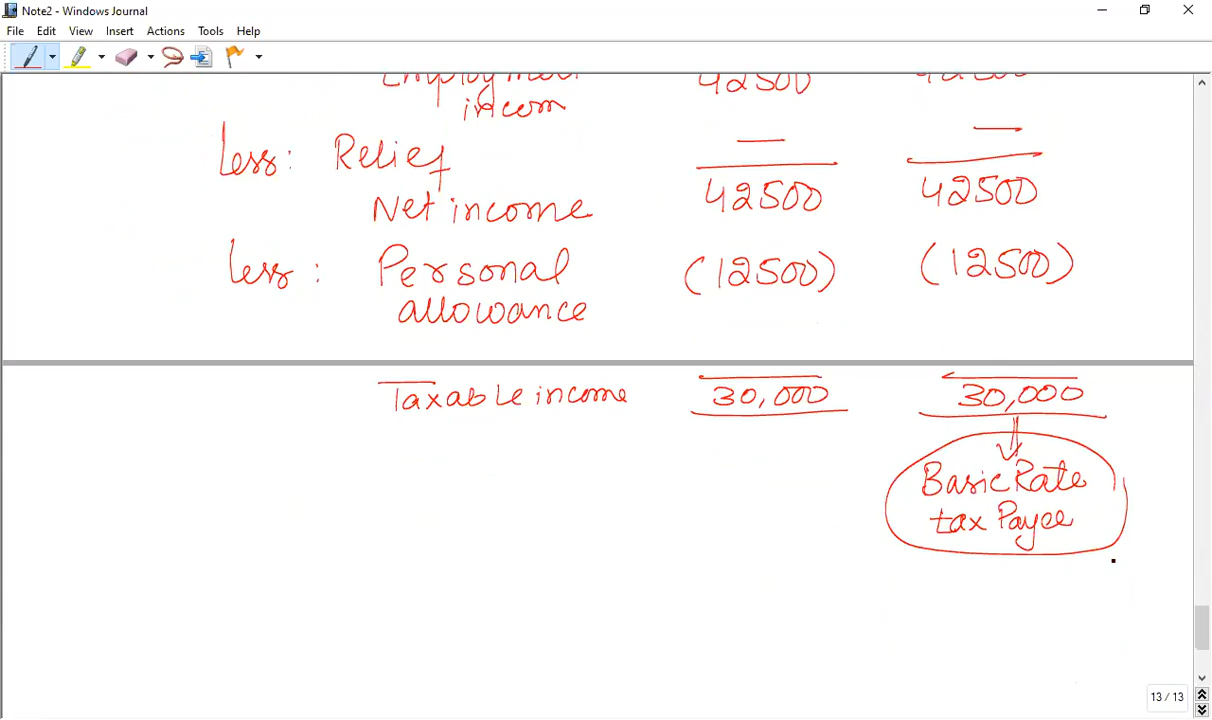 Note2 - Windows Journal
File Edit View Insert Actions Tools Help
42500
incom
less: Relief — —
Net income 42500 42500
less: Personal (12500) (12500)
allowance
Taxable income 30,000 30,000
Basic Rate
tax Payee
13 / 13